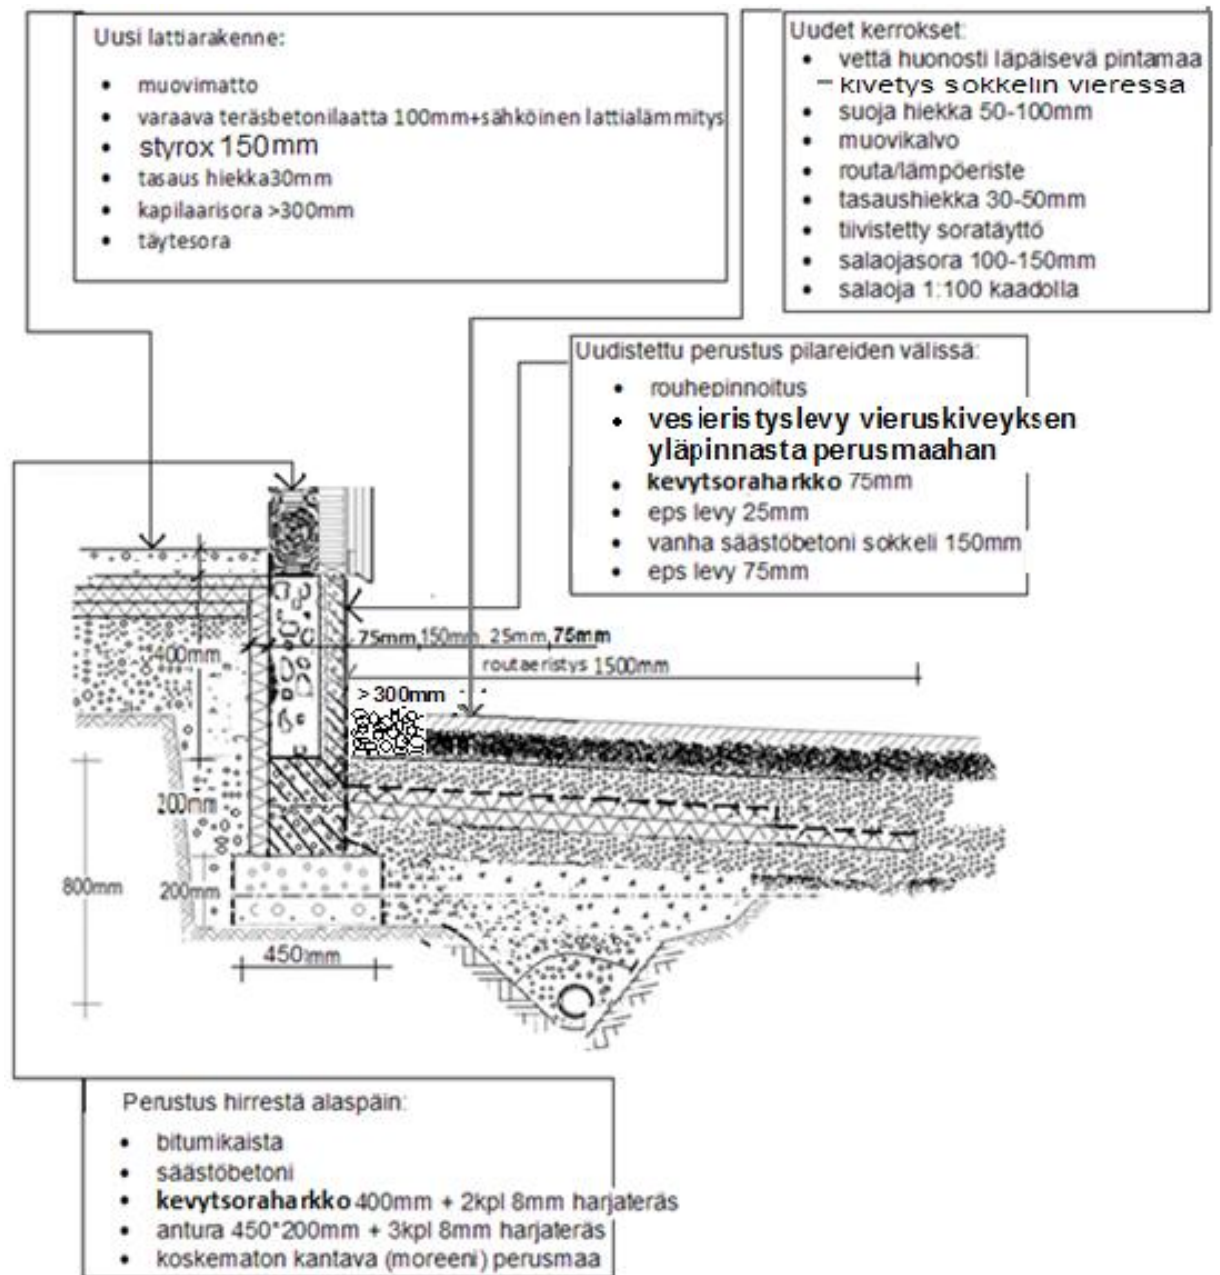 Uusi lattiarakenne:
• muovimatto
• varaava teräsbetonilaatta 100mm+sähköinen lattialämmitys
• styrox 150mm
• tasaus hiekka30mm
• kapilaarisora >300mm
• täytesora
Uudet kerrokset:
• vettä huonosti läpäisevä pintamaa
– kivetys sokkelin vieressa
• suoja hiekka 50-100mm
• muovikalvo
• routa/lämpöeriste
• tasaushiekka 30-50mm
• tiivistetty soratäyttö
• salaojasora 100-150mm
• salaoja 1:100 kaadolla
Uudistettu perustus pilareiden välissä:
• rouhepinnoitus
• vesieristyslevy vieruskiveyksen
yläpinnasta perusmaahan
• kevytsoraharkko 75mm
• eps levy 25mm
• vanha säästöbetoni sokkeli 150mm
• eps levy 75mm
75mm, 150mm, 25mm, 75mm
400mm
routaeristys 1500mm
>300mm
200mm
800mm
200mm
450mm
Perustus hirrestä alaspäin:
• bitumikaista
• säästöbetoni
• kevytsoraharkko 400mm + 2kpl 8mm harjateräs
• antura 450*200mm + 3kpl 8mm harjateräs
• koskematon kantava (moreeni) perusmaa